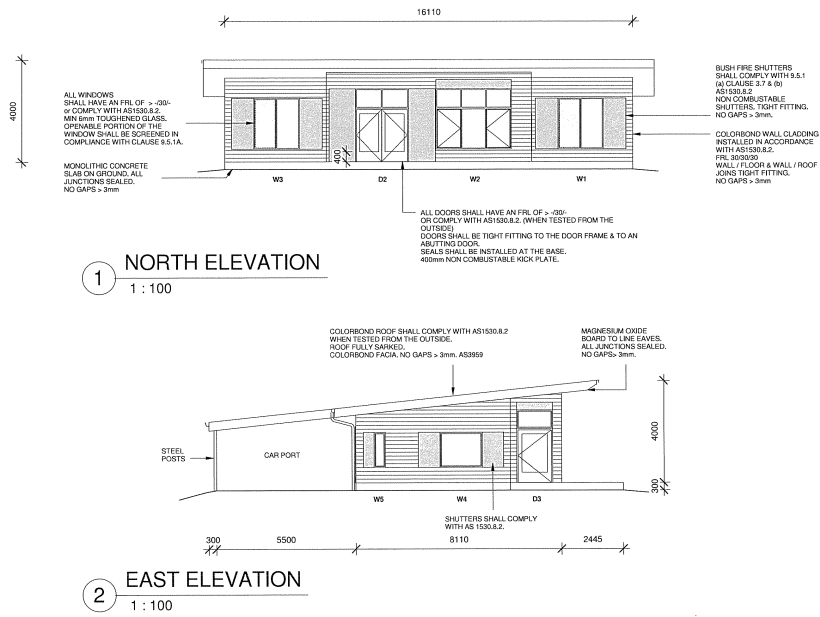 16110
4000
ALL WINDOWS
SHALL HAVE AN FRL OF > -/30/-
or COMPLY WITH AS1530.8.2.
MIN 6mm TOUGHENED GLASS.
OPENABLE PORTION OF THE
WINDOW SHALL BE SCREENED IN
COMPLIANCE WITH CLAUSE 9.5.1A.
MONOLITHIC CONCRETE
SLAB ON GROUND, ALL
JUNCTIONS SEALED.
NO GAPS > 3mm
BUSH FIRE SHUTTERS
SHALL COMPLY WITH 9.5.1
(a) CLAUSE 3.7 & (b)
AS1530.8.2
NON COMBUSTABLE
SHUTTERS, TIGHT FITTING.
NO GAPS > 3mm.
COLORBOND WALL CLADDING
INSTALLED IN ACCORDANCE
WITH AS1530.8.2.
FRL 30/30/30
WALL / FLOOR & WALL / ROOF
JOINS TIGHT FITTING.
NO GAPS > 3mm
400
W3 D2 W2 W1
ALL DOORS SHALL HAVE AN FRL OF > -/30/-
OR COMPLY WITH AS1530.8.2. (WHEN TESTED FROM THE
OUTSIDE)
DOORS SHALL BE TIGHT FITTING TO THE DOOR FRAME & TO AN
ABUTTING DOOR.
SEALS SHALL BE INSTALLED AT THE BASE.
400mm NON COMBUSTABLE KICK PLATE.
1 NORTH ELEVATION
1 : 100
COLORBOND ROOF SHALL COMPLY WITH AS1530.8.2
WHEN TESTED FROM THE OUTSIDE.
ROOF FULLY SARKED.
COLORBOND FACIA. NO GAPS > 3mm. AS3959
MAGNESIUM OXIDE
BOARD TO LINE EAVES.
ALL JUNCTIONS SEALED.
NO GAPS> 3mm.
STEEL
POSTS
CAR PORT
4000
300
W5 W4 D3
SHUTTERS SHALL COMPLY
WITH AS 1530.8.2.
300 5500 8110 2445
2 EAST ELEVATION
1 : 100